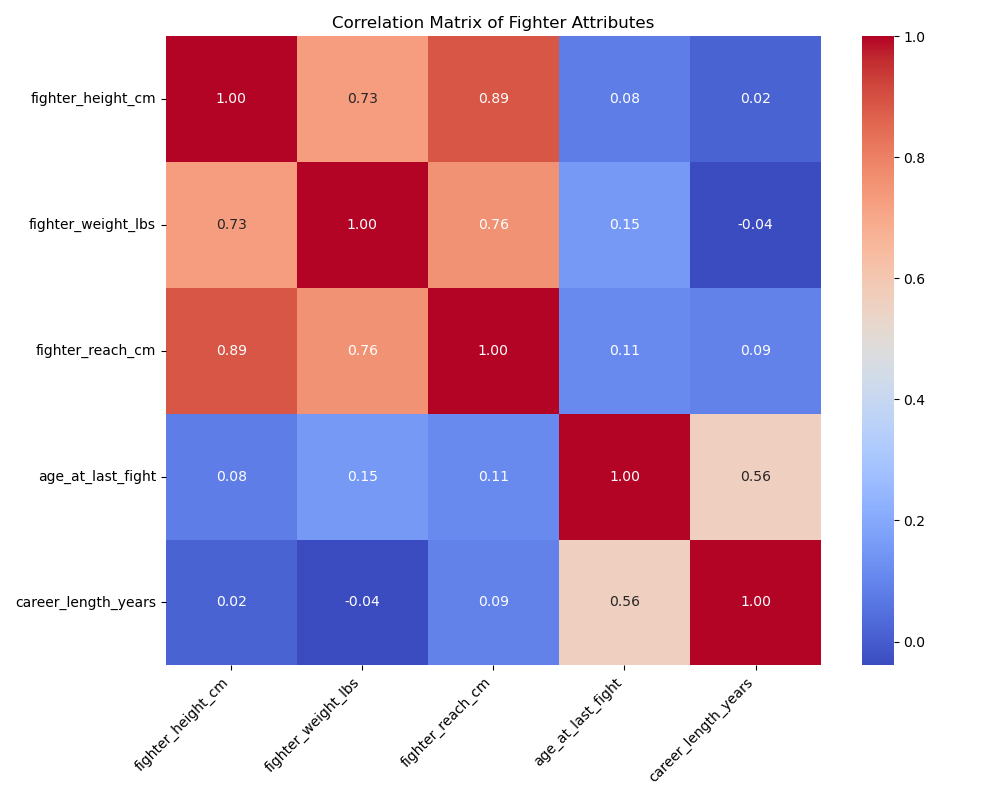 Correlation Matrix of Fighter Attributes
fighter_height_cm 1.00 0.73 0.89 0.08 0.02
fighter_weight_lbs 0.73 1.00 0.76 0.15 -0.04
fighter_reach_cm 0.89 0.76 1.00 0.11 0.09
age_at_last_fight 0.08 0.15 0.11 1.00 0.56
career_length_years 0.02 -0.04 0.09 0.56 1.00
fighter_height_cm
fighter_weight_lbs
fighter_reach_cm
age_at_last_fight
career_length_years
1.0
0.8
0.6
0.4
0.2
0.0